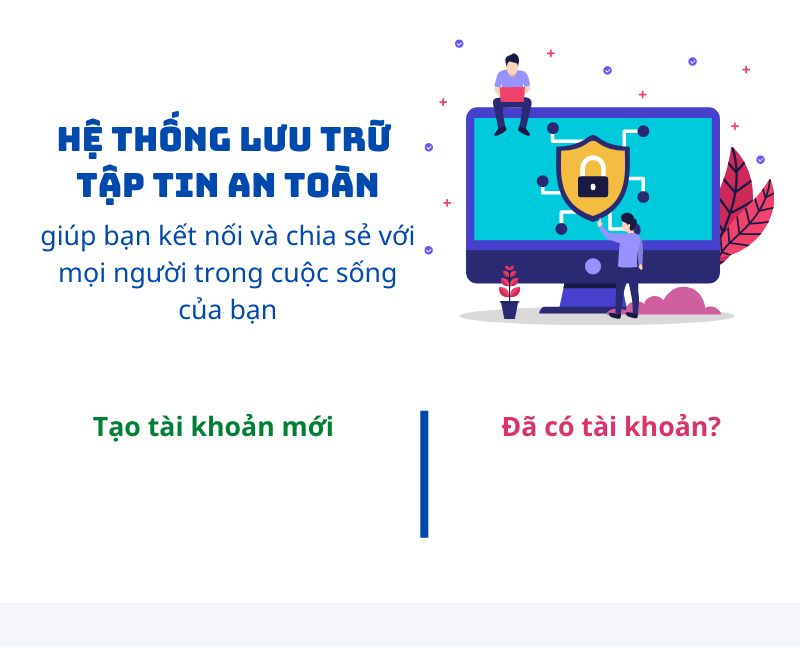 HỆ THỐNG LƯU TRỮ
TẬP TIN AN TOÀN
giúp bạn kết nối và chia sẻ với
mọi người trong cuộc sống
của bạn
Tạo tài khoản mới
Đã có tài khoản?